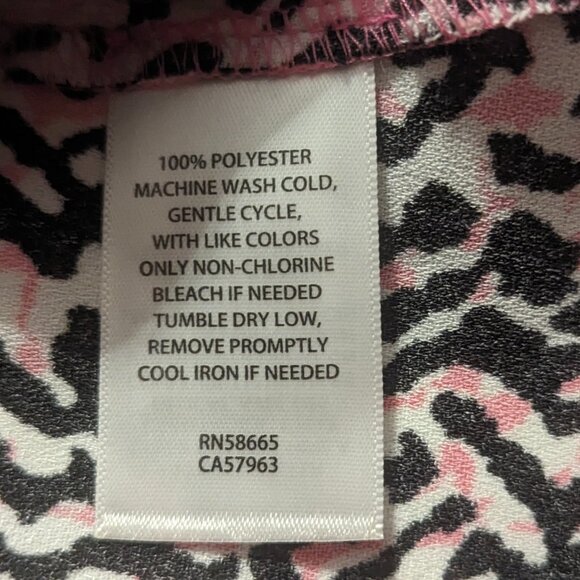 100% POLYESTER
MACHINE WASH COLD,
GENTLE CYCLE,
WITH LIKE COLORS
ONLY NON-CHLORINE
BLEACH IF NEEDED
TUMBLE DRY LOW,
REMOVE PROMPTLY
COOL IRON IF NEEDED
RN58665
CA57963